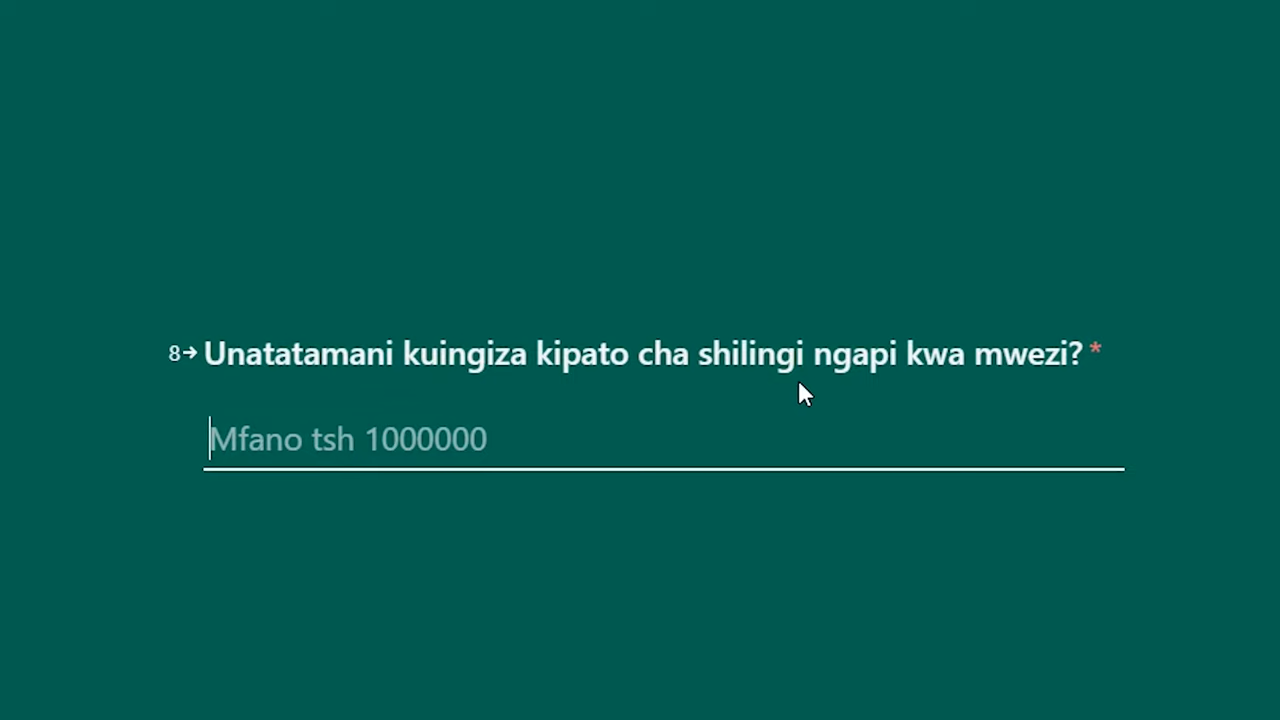 8→ Unatatamani kuingiza kipato cha shilingi ngapi kwa mwezi? *
Mfano tsh 1000000